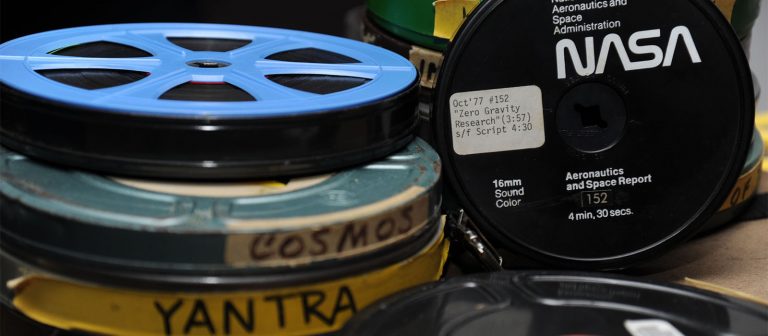 COSMOS
YANTRA
Aeronautics and
Space
Administration
NASA
Oct'77 #152
"Zero Gravity
Research"(3:57)
s/f Script 4:30
16mm
Sound
Color
Aeronautics
and Space Report
152
4 min, 30 secs.